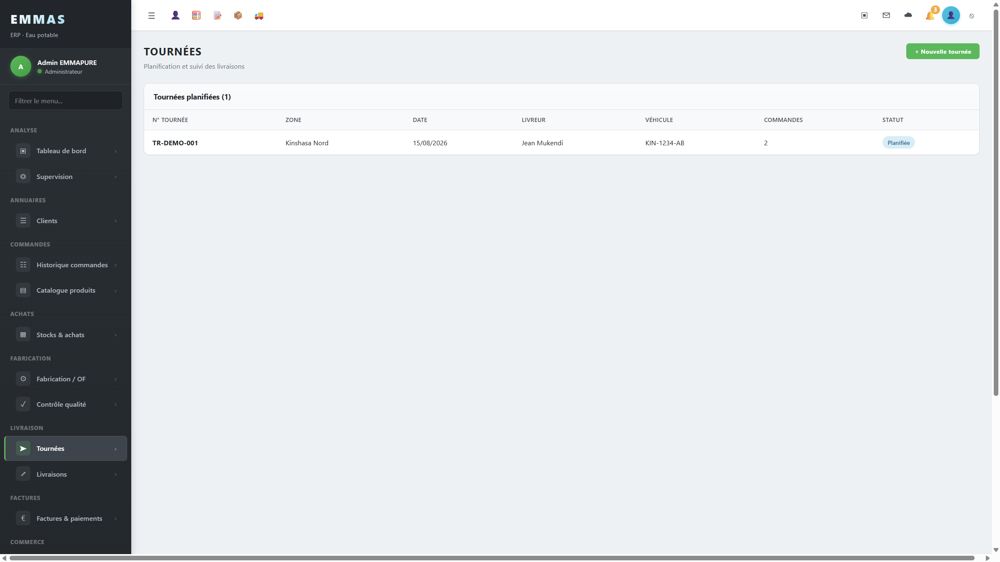 EMMAS
ERP · Eau potable
A
Admin EMMAPURE
Administrateur
Filtrer le menu...
ANALYSE
Tableau de bord
Supervision
ANNUAIRES
Clients
COMMANDES
Historique commandes
Catalogue produits
ACHATS
Stocks & achats
FABRICATION
Fabrication / OF
Contrôle qualité
LIVRAISON
Tournées
Livraisons
FACTURES
€ Factures & paiements
COMMERCE
3
TOURNÉES
Planification et suivi des livraisons
+ Nouvelle tournée
Tournées planifiées (1)
N° TOURNÉE ZONE DATE LIVREUR VÉHICULE COMMANDES STATUT
TR-DEMO-001 Kinshasa Nord 15/08/2026 Jean Mukendi KIN-1234-AB 2 Planifiée